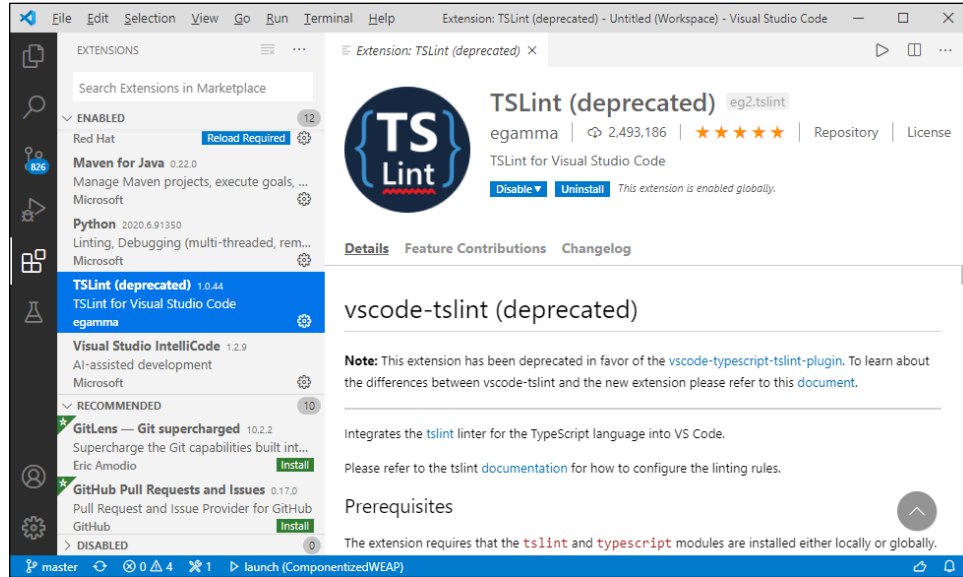 File Edit Selection View Go Run Terminal Help Extension: TSLint (deprecated) - Untitled (Workspace) - Visual Studio Code
EXTENSIONS
Search Extensions in Marketplace
ENABLED 12
Red Hat Reload Required
Maven for Java 0.22.0
Manage Maven projects, execute goals, ...
Microsoft
Python 2020.6.91350
Linting, Debugging (multi-threaded, rem...
Microsoft
TSLint (deprecated) 1.0.44
TSLint for Visual Studio Code
egamma
Visual Studio IntelliCode 1.2.9
AI-assisted development
Microsoft
RECOMMENDED 10
GitLens — Git supercharged 10.2.2
Supercharge the Git capabilities built int...
Eric Amodio Install
GitHub Pull Requests and Issues 0.17.0
Pull Request and Issue Provider for GitHub
GitHub Install
DISABLED 0
826
Extension: TSLint (deprecated)
{TS}
Lint
TSLint (deprecated) eg2.tslint
egamma 2,493,186 Repository License
TSLint for Visual Studio Code
Disable Uninstall This extension is enabled globally.
Details Feature Contributions Changelog
vscode-tslint (deprecated)
Note: This extension has been deprecated in favor of the vscode-typescript-tslint-plugin. To learn about
the differences between vscode-tslint and the new extension please refer to this document.
Integrates the tslint linter for the TypeScript language into VS Code.
Please refer to the tslint documentation for how to configure the linting rules.
Prerequisites
The extension requires that the tslint and typescript modules are installed either locally or globally.
master 0 4 1 launch (ComponentizedWEAP)